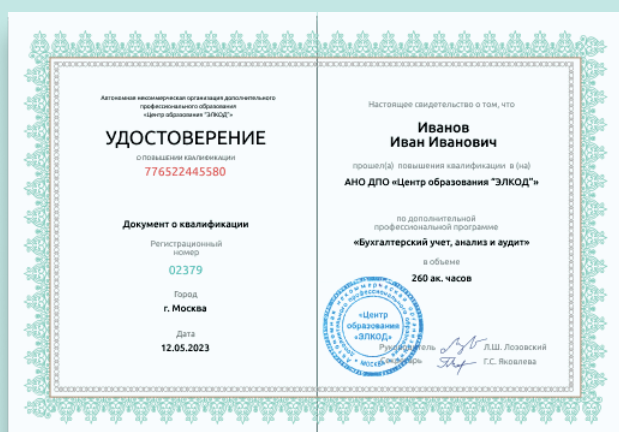 Автономная некоммерческая организация дополнительного
профессионального образования
«Центр образования "ЭЛКОД"»
УДОСТОВЕРЕНИЕ
О ПОВЫШЕНИИ КВАЛИФИКАЦИИ
776522445580
Документ о квалификации
Регистрационный
номер
02379
Город
г. Москва
Дата
12.05.2023
Настоящее свидетельство о том, что
Иванов
Иван Иванович
прошел(а) повышения квалификации в (на)
АНО ДПО «Центр образования "ЭЛКОД"»
по дополнительной
профессиональной программе
«Бухгалтерский учет, анализ и аудит»
в объеме
260 ак. часов
«Центр
образования
«ЭЛКОД»
МОСКВА
Руководитель Л.Ш. Лозовский
Секретарь Г.С. Яковлева